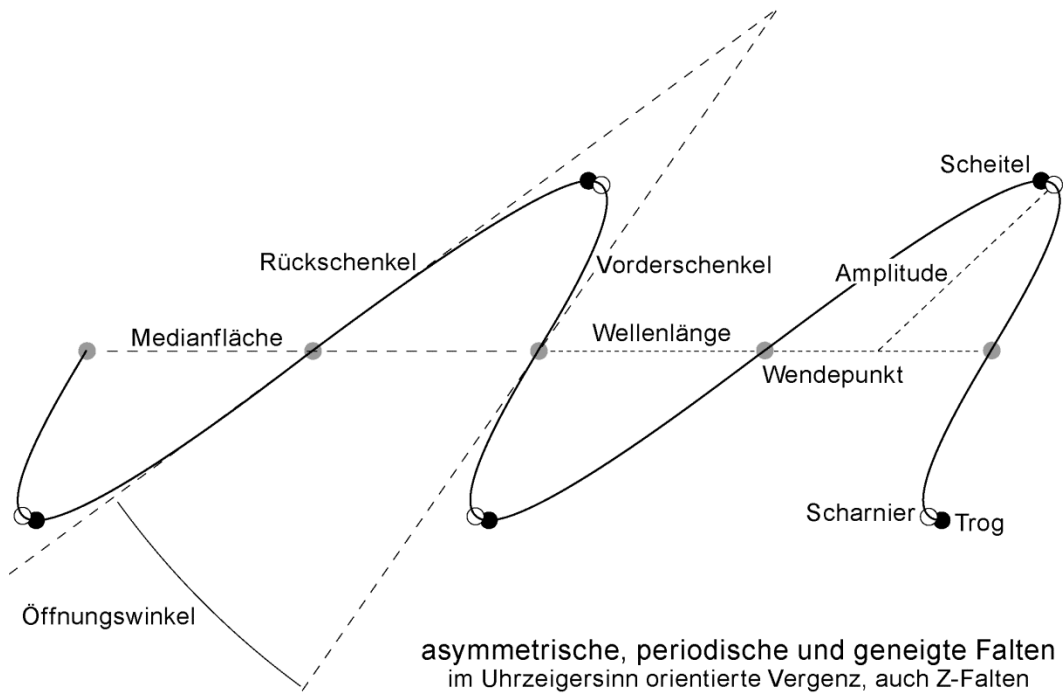 Scheitel
Rückschenkel
Vorderschenkel
Amplitude
Medianfläche
Wellenlänge
Wendepunkt
Scharnier
Trog
Öffnungswinkel
asymmetrische, periodische und geneigte Falten
im Uhrzeigersinn orientierte Vergenz, auch Z-Falten